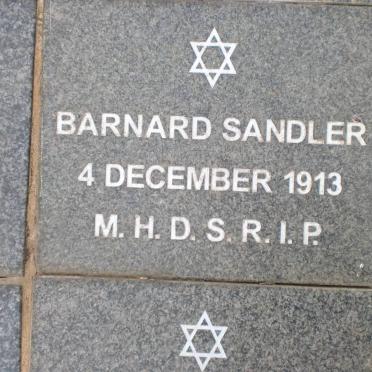 BARNARD SANDLER
4 DECEMBER 1913
M. H. D. S. R. I. P.